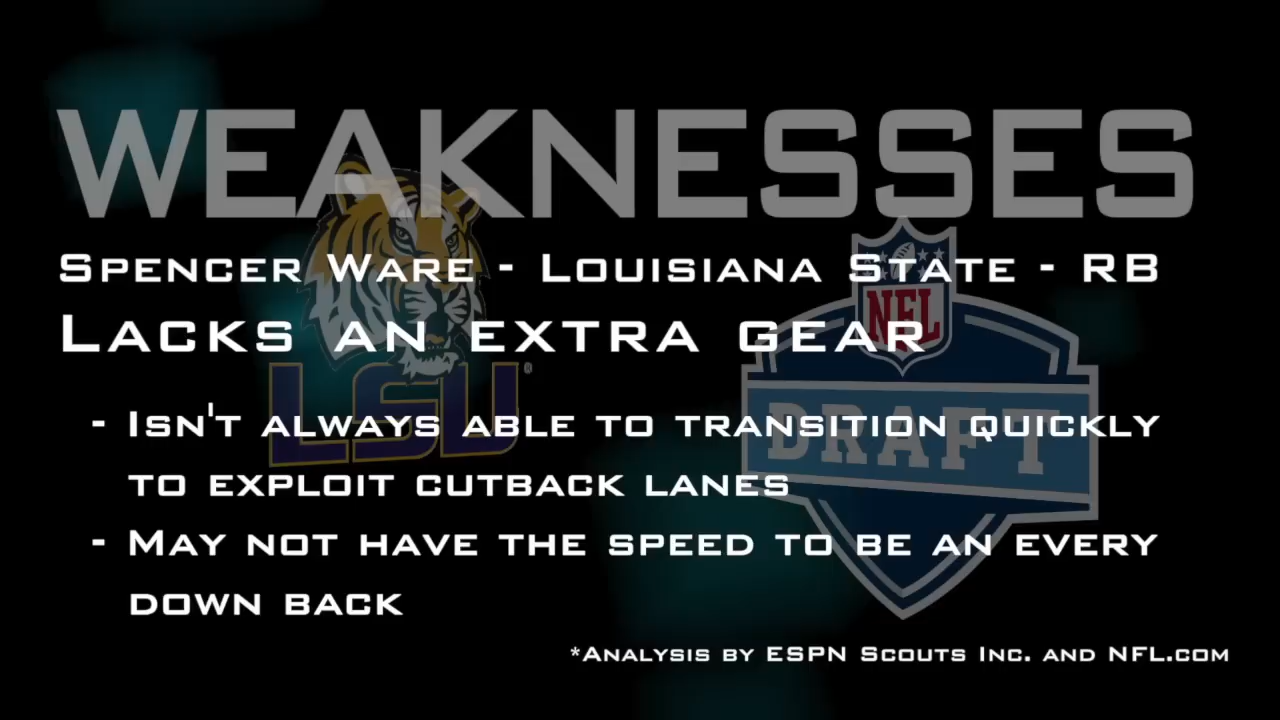 WEAKNESSES
SPENCER WARE - LOUISIANA STATE - RB
LACKS AN EXTRA GEAR
- ISN'T ALWAYS ABLE TO TRANSITION QUICKLY
TO EXPLOIT CUTBACK LANES
- MAY NOT HAVE THE SPEED TO BE AN EVERY
DOWN BACK
*ANALYSIS BY ESPN SCOUTS INC. AND NFL.COM
LSU
NFL
DRAFT